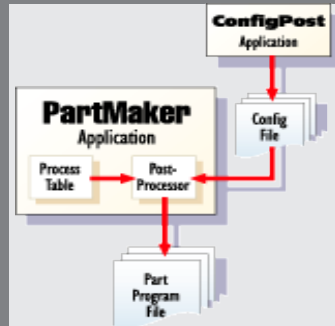 ConfigPost
Application
PartMaker
Application
Config
File
Process
Table
Post-
Processor
Part
Program
File